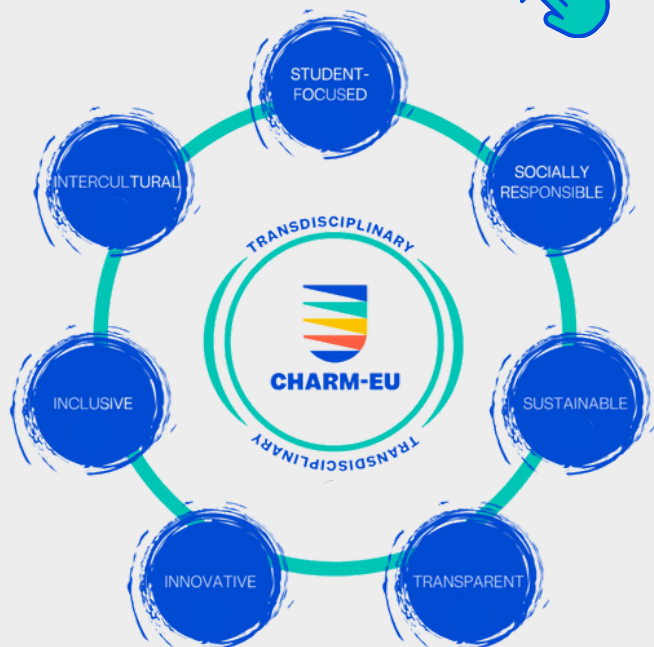 STUDENT-
FOCUSED
INTERCULTURAL
SOCIALLY
RESPONSIBLE
TRANSDISCIPLINARY
CHARM-EU
TRANSDISCIPLINARY
INCLUSIVE
SUSTAINABLE
INNOVATIVE
TRANSPARENT